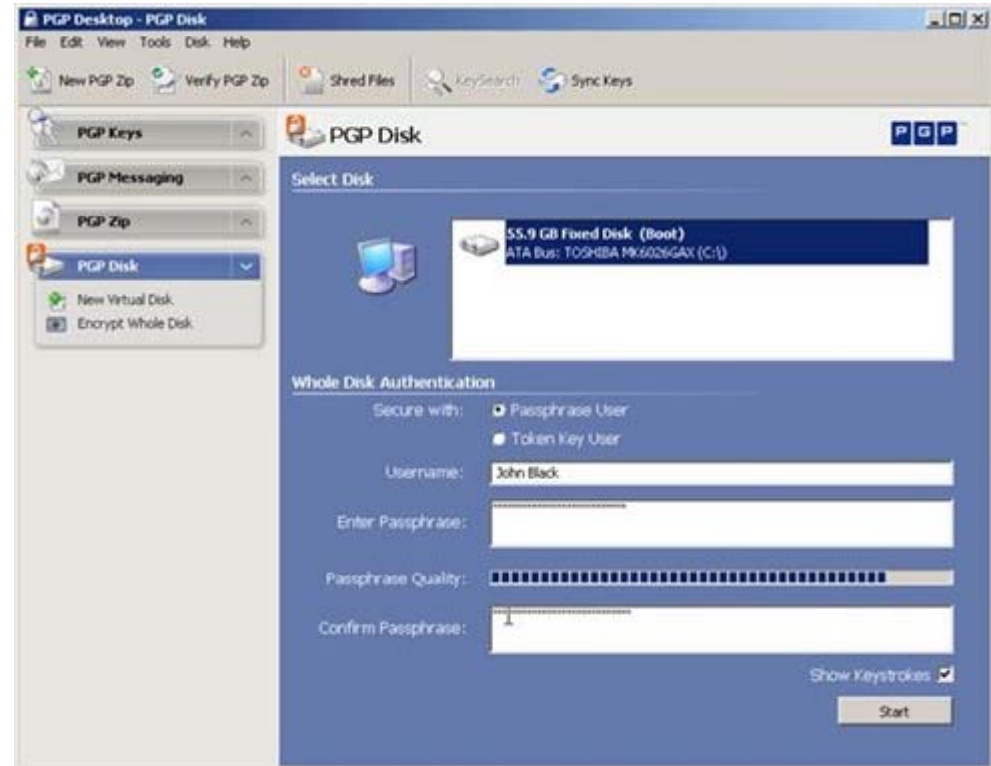 PGP Desktop - PGP Disk
File Edit View Tools Disk Help
New PGP Zip Verify PGP Zip Shred Files KeySearch Sync Keys
PGP Keys
PGP Messaging
PGP Zip
PGP Disk
New Virtual Disk
Encrypt Whole Disk
PGP Disk
PGP
Select Disk
55.9 GB Fixed Disk (Boot)
ATA Bus: TOSHIBA MK6026GAX (C:\)
Whole Disk Authentication
Secure with: Passphrase User
Token Key User
Username: John Black
Enter Passphrase:
Passphrase Quality:
Confirm Passphrase:
Show Keystrokes
Start